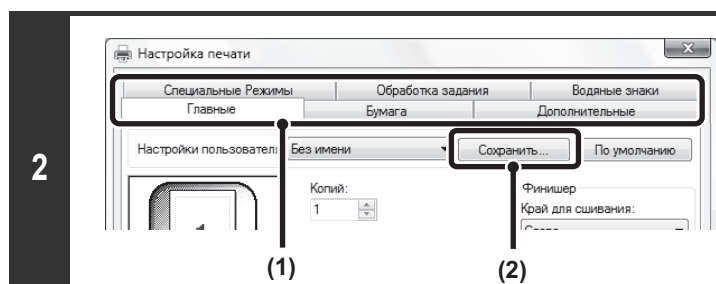 2
Настройка печати
Специальные Режимы Обработка задания Водяные знаки
Главные Бумага Дополнительные
Настройки пользователя Без имени Сохранить... По умолчанию
Копий: Финишер
1 Край для сшивания:
(1) (2)